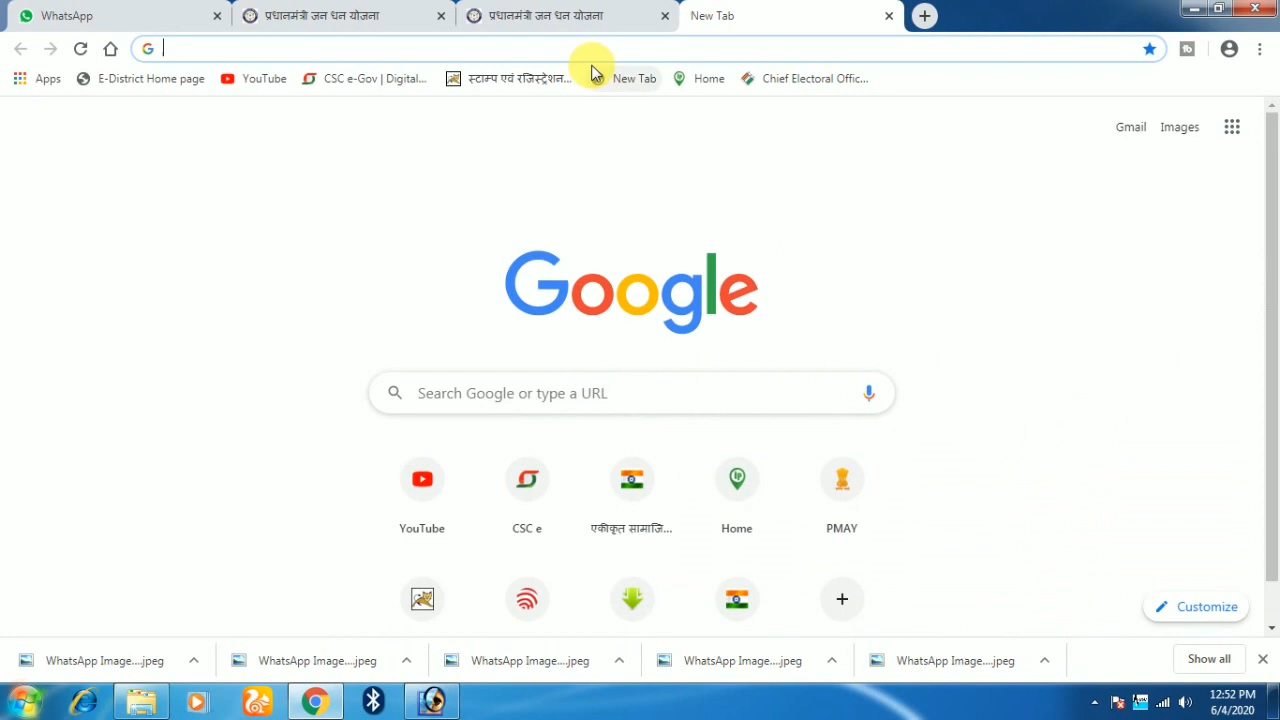 WhatsApp
प्रधानमंत्री जन धन योजना
प्रधानमंत्री जन धन योजना
New Tab
Apps
E-District Home page
YouTube
CSC e-Gov | Digital...
स्टाम्प एवं रजिस्ट्रेशन...
New Tab
Home
Chief Electoral Offic...
Gmail
Images
Google
Search Google or type a URL
YouTube
CSC e
एकीकृत सामाजि...
Home
PMAY
Customize
WhatsApp Image....jpeg
WhatsApp Image....jpeg
WhatsApp Image....jpeg
WhatsApp Image....jpeg
WhatsApp Image....jpeg
Show all
12:52 PM
6/4/2020